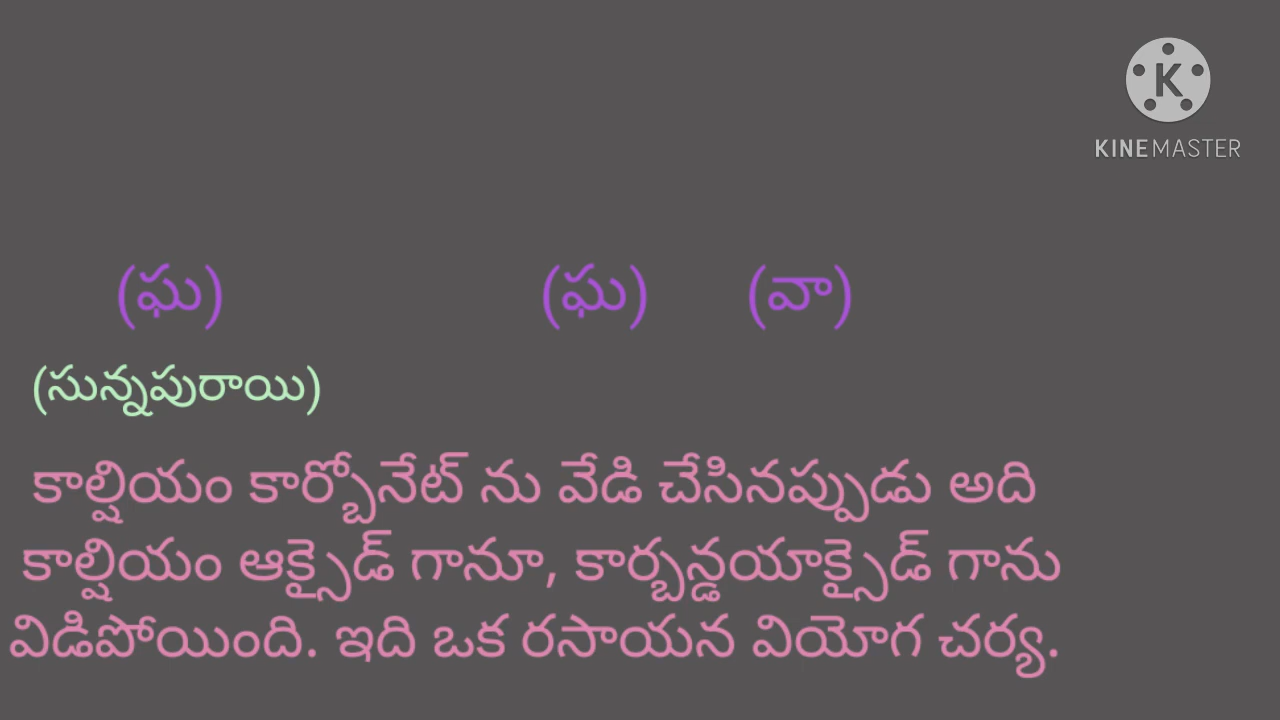 KINEMASTER
(ఘ) (ఘ) (వా)
(సున్నపురాయి)
కాల్షియం కార్బోనేట్ ను వేడి చేసినప్పుడు అది
కాల్షియం ఆక్సైడ్ గానూ, కార్బన్డయాక్సైడ్ గాను
విడిపోయింది. ఇది ఒక రసాయన వియోగ చర్య.